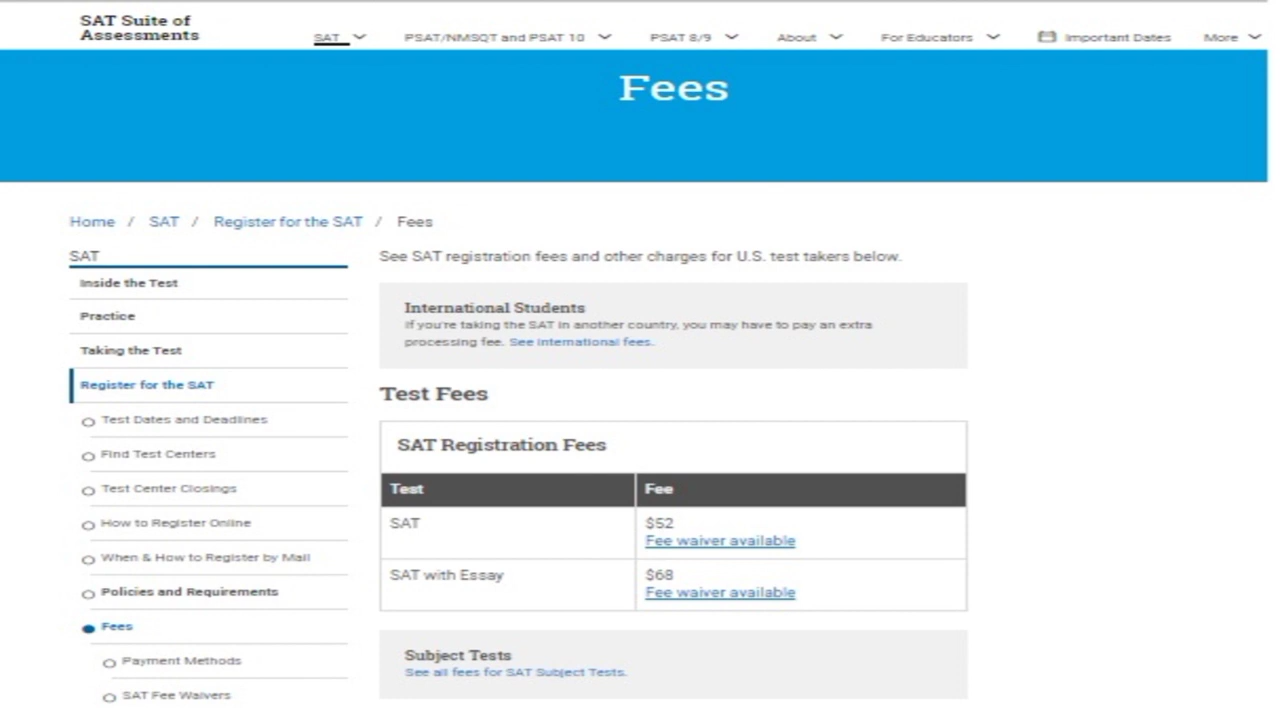 SAT Suite of
Assessments
SAT PSAT/NMSQT and PSAT 10 PSAT 8/9 About For Educators Important Dates More
Fees
Home / SAT / Register for the SAT / Fees
SAT
Inside the Test
Practice
Taking the Test
Register for the SAT
Test Dates and Deadlines
Find Test Centers
Test Center Closings
How to Register Online
When & How to Register by Mail
Policies and Requirements
Fees
Payment Methods
SAT Fee Waivers
See SAT registration fees and other charges for U.S. test takers below.
International Students
If you're taking the SAT in another country, you may have to pay an extra
processing fee. See international fees.
Test Fees
SAT Registration Fees
Test Fee
SAT $52
Fee waiver available
SAT with Essay $68
Fee waiver available
Subject Tests
See all fees for SAT Subject Tests.